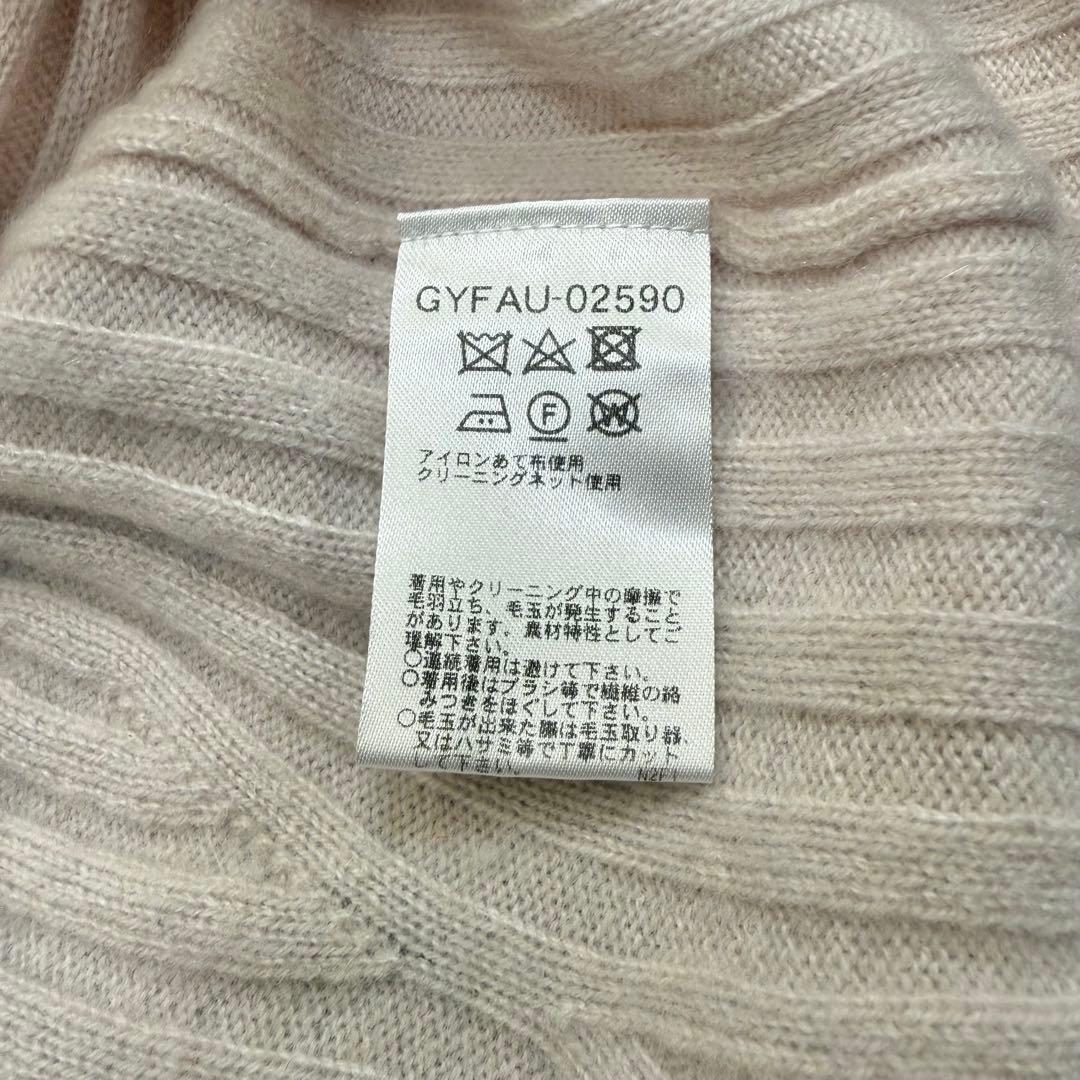 GYFAU-02590
F
W
アイロンあて布使用
クリーニングネット使用
着用やクリーニング中の摩擦で
毛羽立ち、毛玉が発生すること
があります。素材特性としてご
理解下さい。
○連続着用は避けて下さい。
○着用後はブラシ等で繊維の絡
みつきをほぐして下さい。
○毛玉が出来た際は毛玉取り器、
又はハサミ等で丁寧にカット
して下さい。